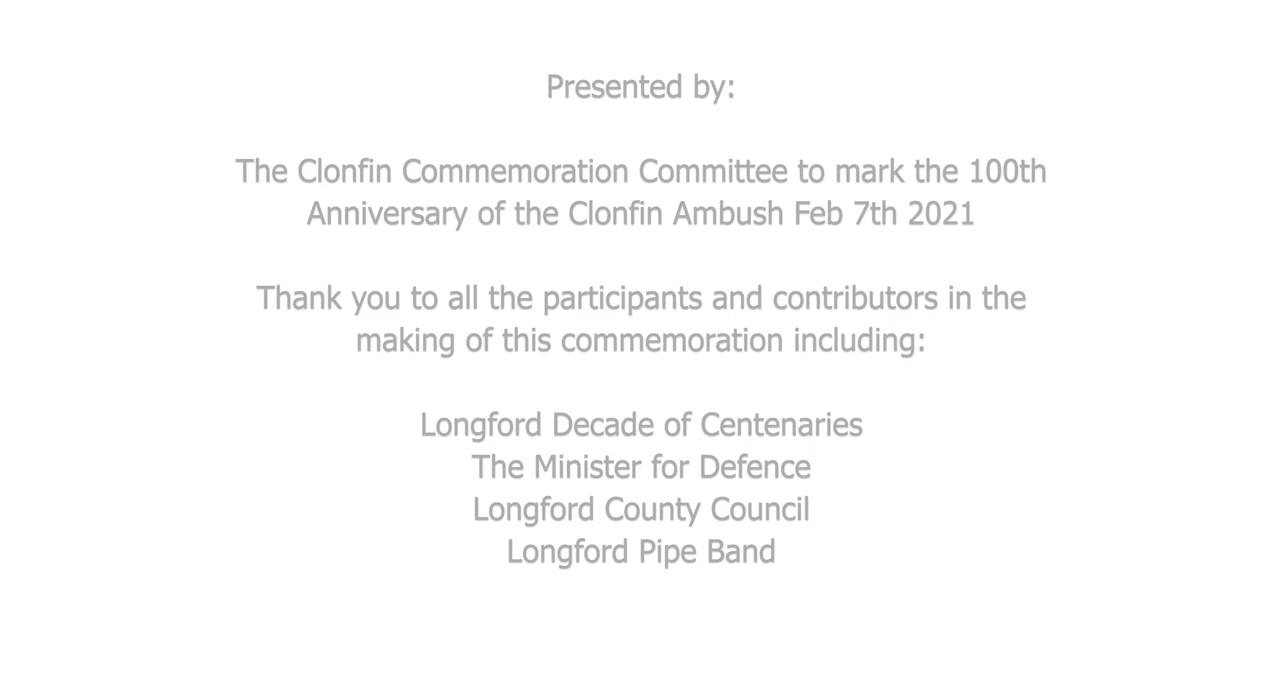 Presented by:
The Clonfin Commemoration Committee to mark the 100th
Anniversary of the Clonfin Ambush Feb 7th 2021
Thank you to all the participants and contributors in the
making of this commemoration including:
Longford Decade of Centenaries
The Minister for Defence
Longford County Council
Longford Pipe Band